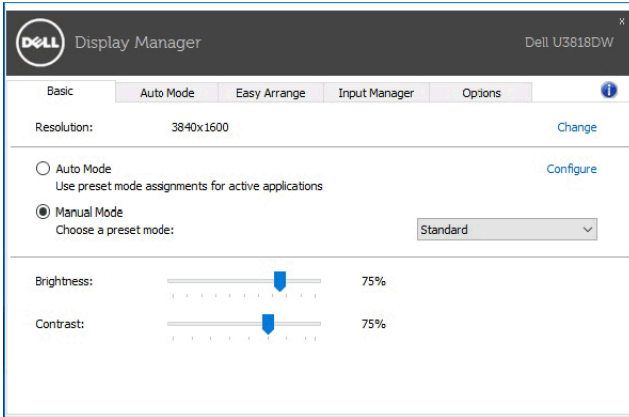 x
DELL Display Manager Dell U3818DW
Basic Auto Mode Easy Arrange Input Manager Options i
Resolution: 3840x1600 Change
Auto Mode Configure
Use preset mode assignments for active applications
Manual Mode
Choose a preset mode: Standard
Brightness: 75%
Contrast: 75%